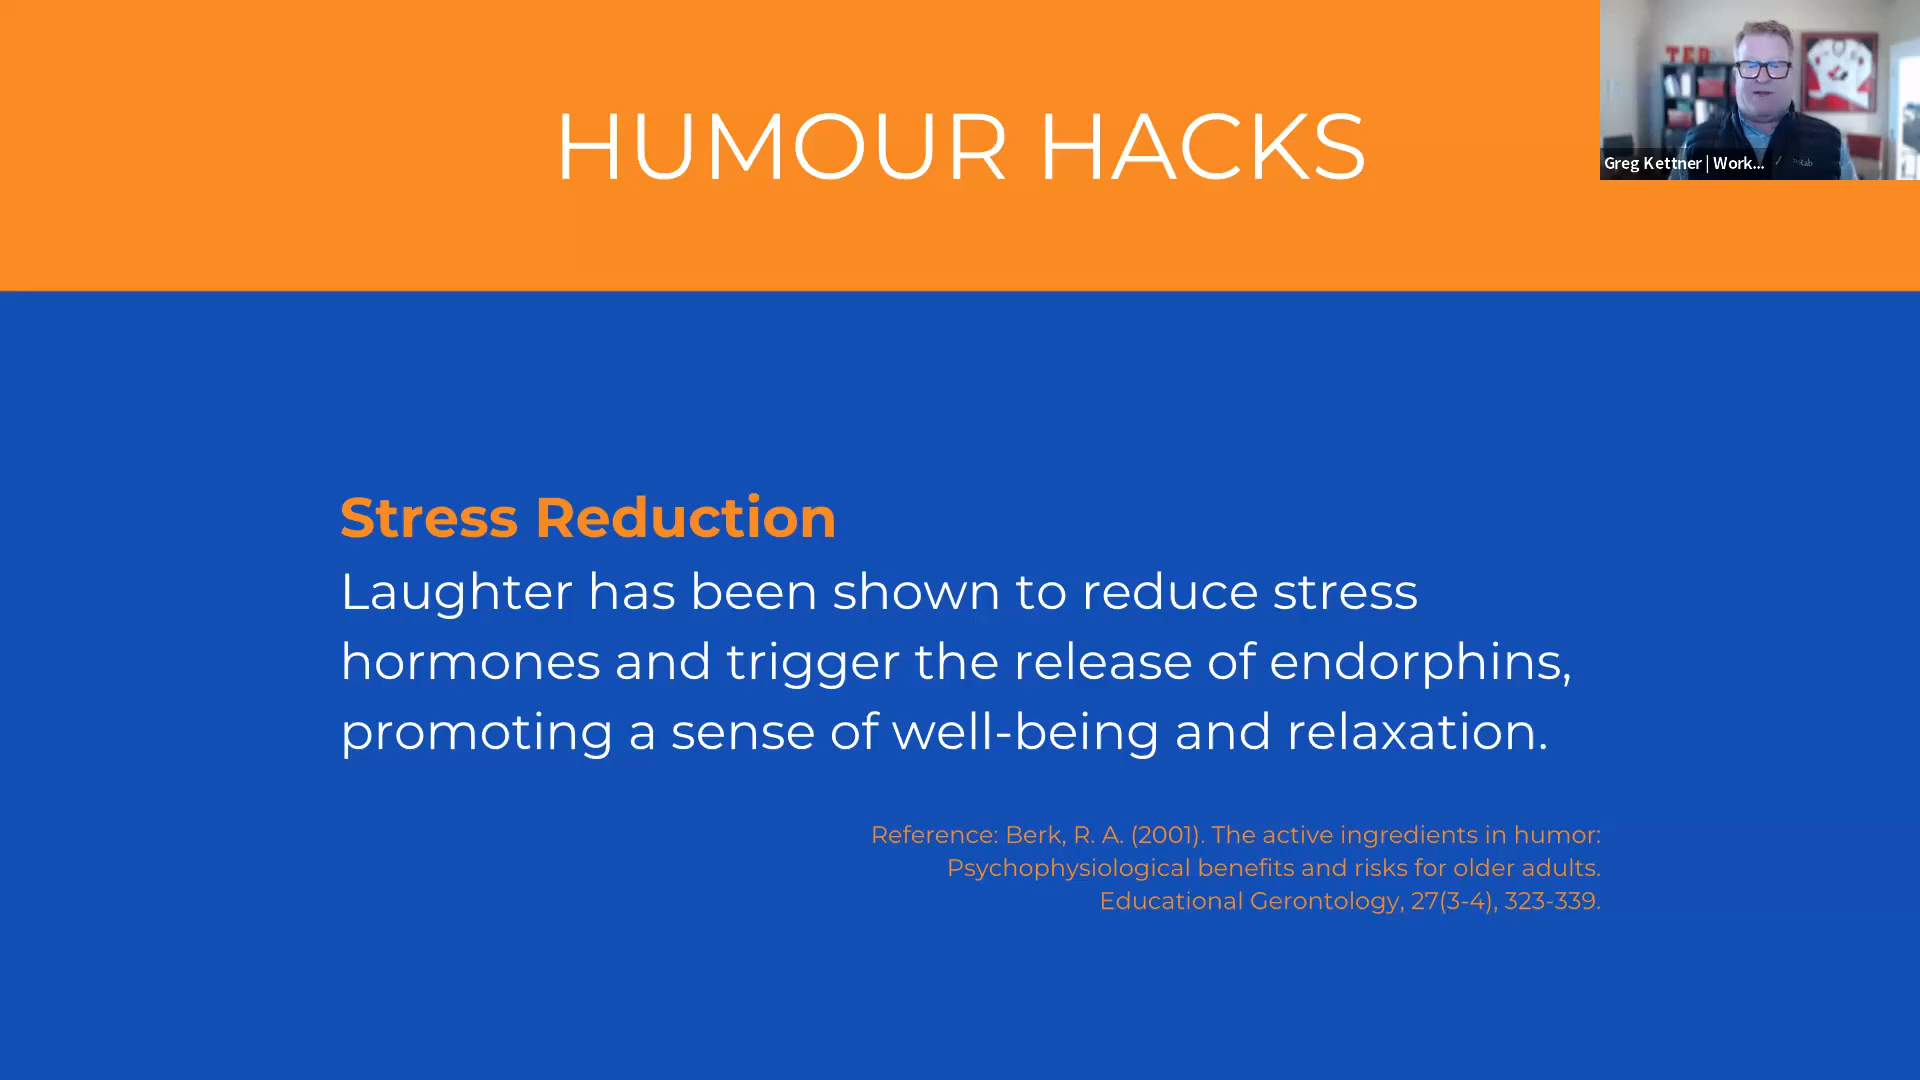 HUMOUR HACKS
TED
Greg Kettner | Work...
Stress Reduction
Laughter has been shown to reduce stress
hormones and trigger the release of endorphins,
promoting a sense of well-being and relaxation.
Reference: Berk, R. A. (2001). The active ingredients in humor:
Psychophysiological benefits and risks for older adults.
Educational Gerontology, 27(3-4), 323-339.